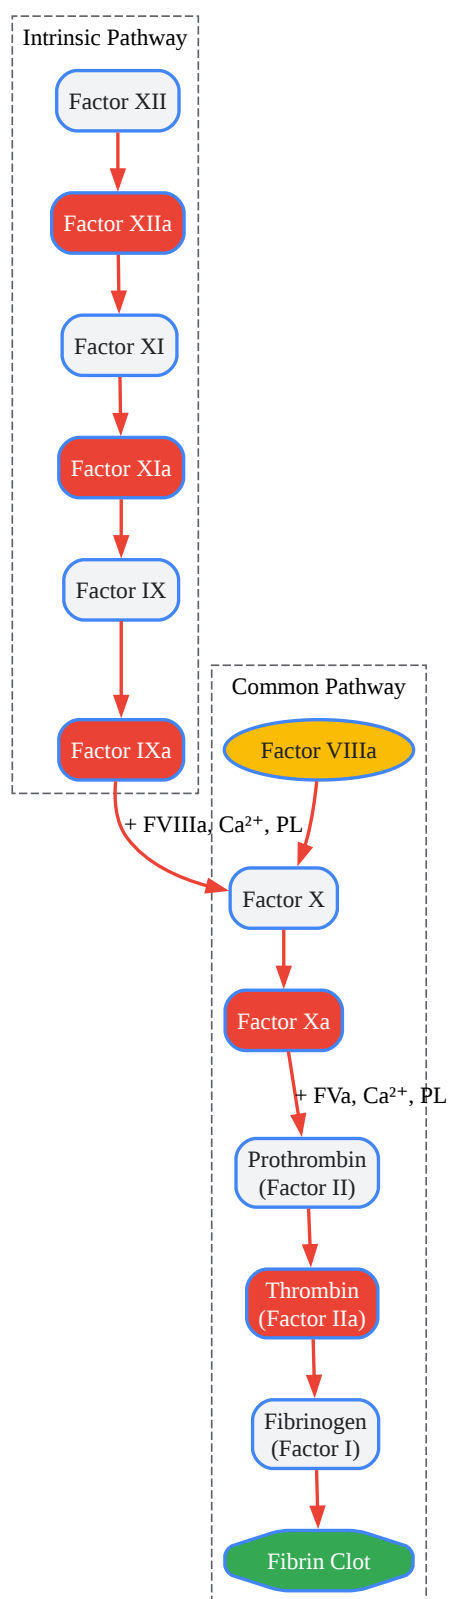 Intrinsic Pathway
Factor XII
Factor XIIa
Factor XI
Factor XIa
Factor IX
Common Pathway
Factor IXa
Factor VIIIa
+ FVIIIa, Ca²⁺, PL
Factor X
Factor Xa
+ FVa, Ca²⁺, PL
Prothrombin
(Factor II)
Thrombin
(Factor IIa)
Fibrinogen
(Factor I)
Fibrin Clot